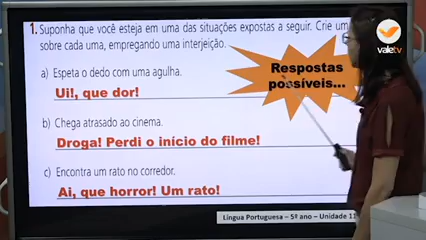 1. Suponha que você esteja em uma das situações expostas a seguir. Crie um
sobre cada uma, empregando uma interjeição.
Respostas
possíveis...
a) Espeta o dedo com uma agulha.
Ui!, que dor!
b) Chega atrasado ao cinema.
Droga! Perdi o início do filme!
c) Encontra um rato no corredor.
Ai, que horror! Um rato!
Língua Portuguesa – 5º ano – Unidade 11
valetv